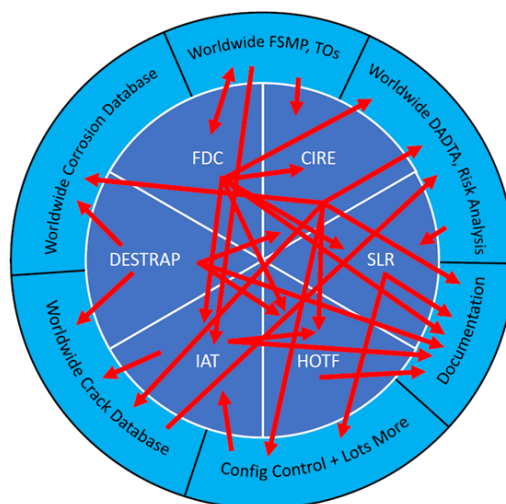 Worldwide FSMP, TOs
Worldwide DADTA, Risk Analysis
Documentation
Config Control + Lots More
Worldwide Crack Database
Worldwide Corrosion Database
FDC
CIRE
DESTRAP
SLR
IAT
HOTF